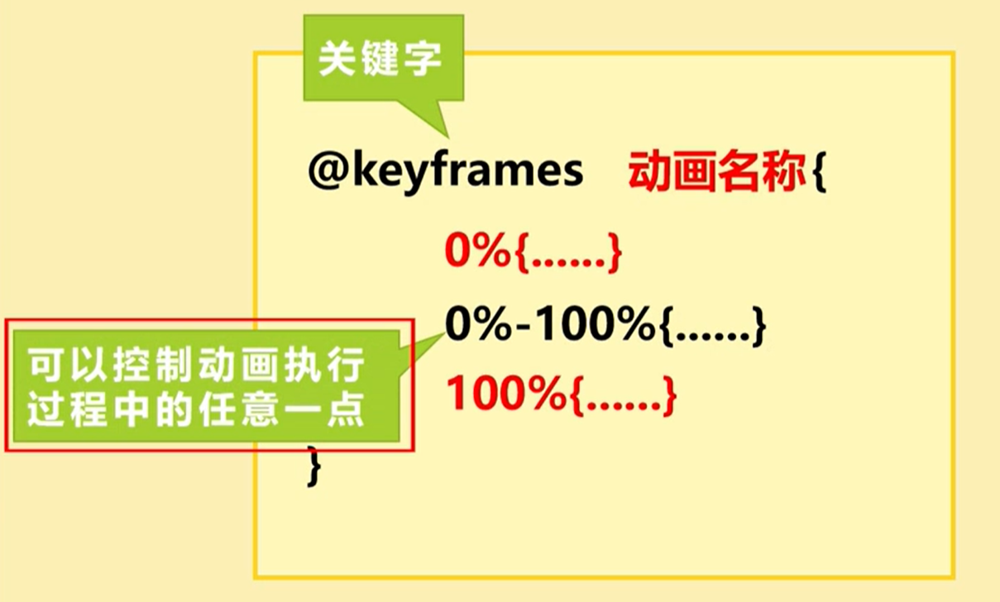 关键字
@keyframes 动画名称{
0%{......}
0%-100%{......}
可以控制动画执行
过程中的任意一点
100%{......}
}